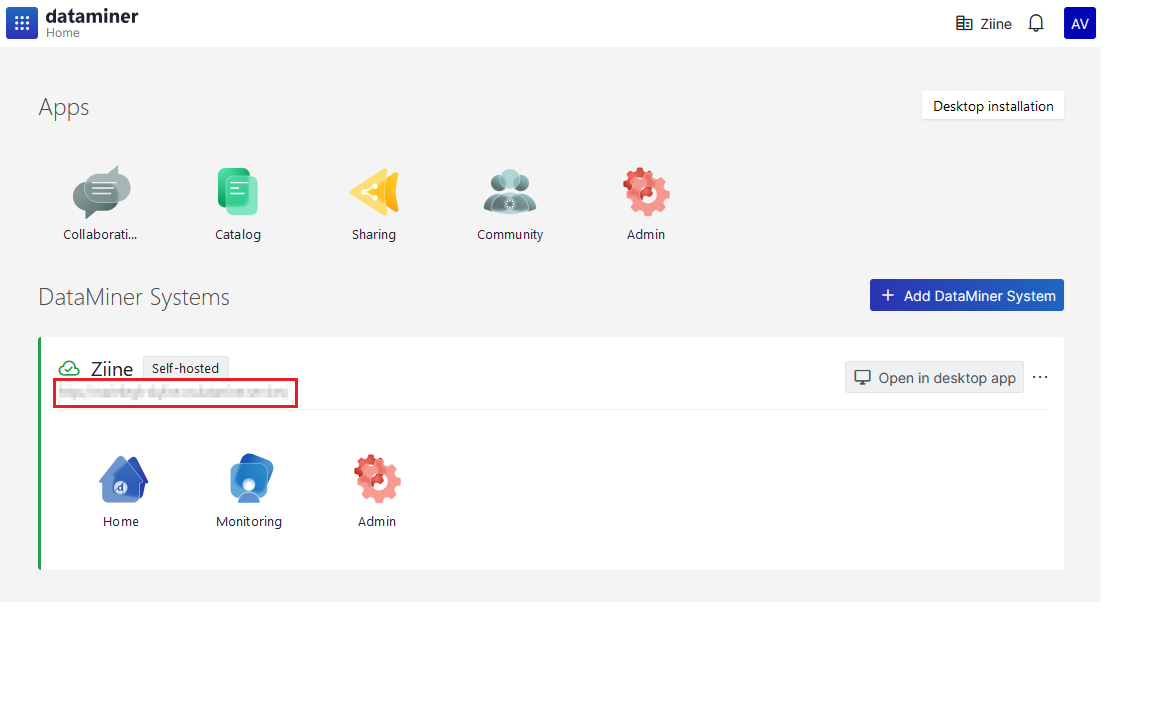 dataminer
Home
Ziine
AV
Apps
Desktop installation
Collaborati...
Catalog
Sharing
Community
Admin
DataMiner Systems
+ Add DataMiner System
Ziine
Self-hosted
Open in desktop app
...
d
Home
Monitoring
Admin